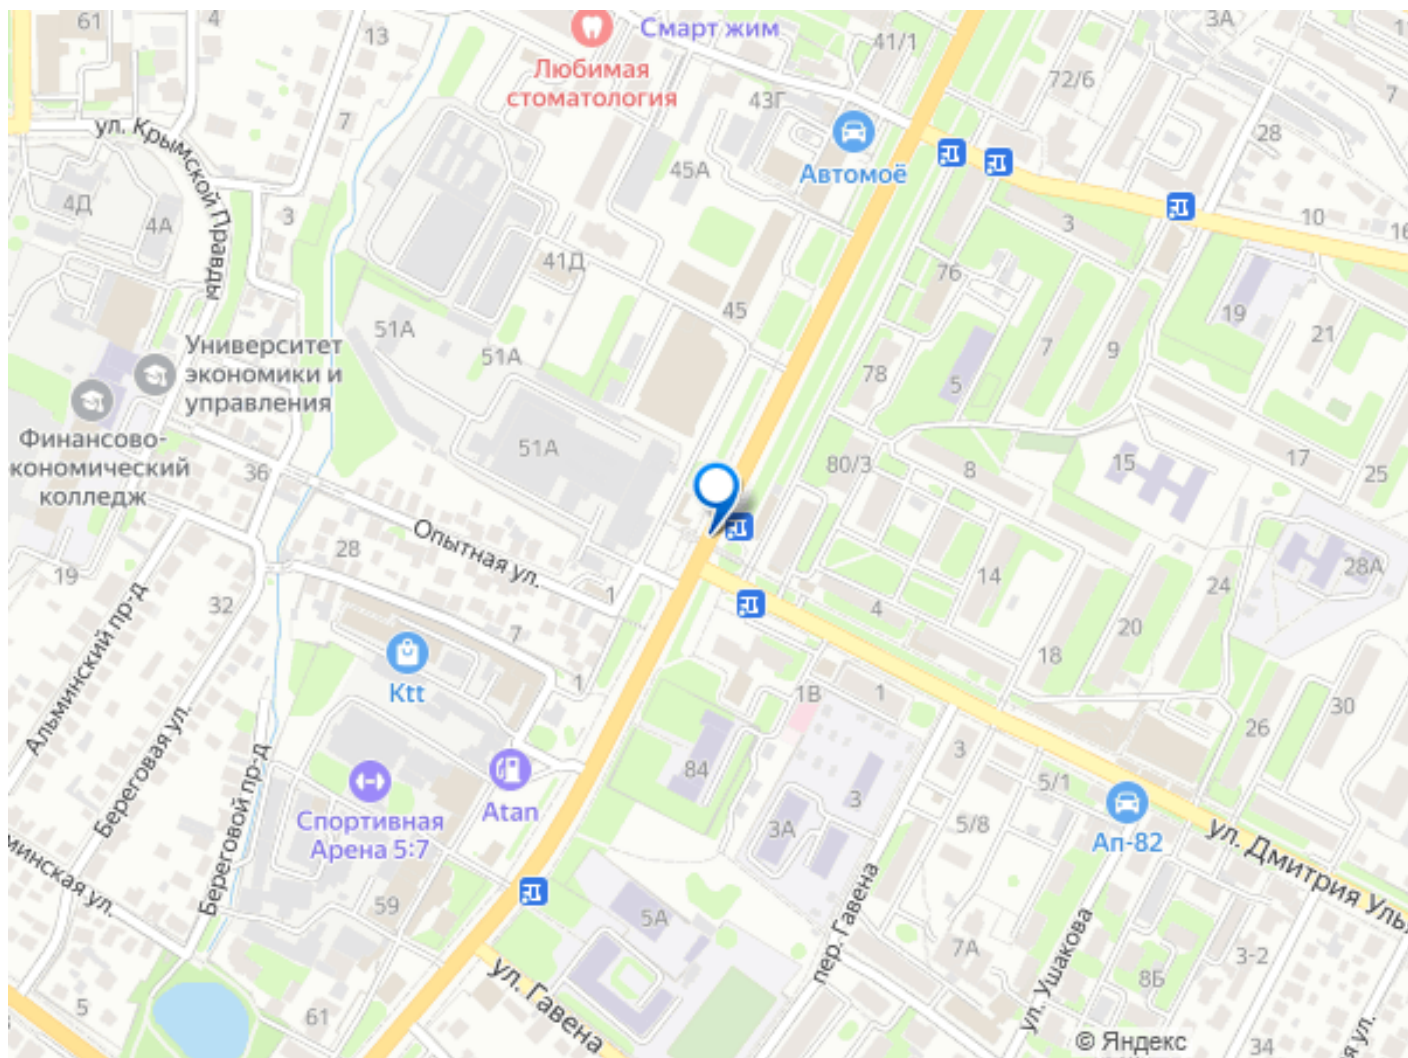 61
4
13
Смарт жим
41/1
3А
Любимая
стоматология
72/6
43Г
7
28
ул. Крымской Правды
7
45А
Автомоё
4Д
4А
3
3
10
16
41Д
76
45
19
21
51А
51А
Университет
экономики и
управления
78
5
7
9
Финансово-
кономический
колледж
36
51А
80/3
8
15
17
25
Опытная ул.
28
19
1
14
28А
32
7
4
24
20
18
Альминский пр-д
Ktt
1
1В
1
30
26
Береговая ул.
Береговой пр-д
84
3
Atan
5/1
3
Спортивная
Арена 5:7
3А
5/8
Ап-82
ул. Дмитрия Уль
минская ул.
59
5А
пер. Гавена
7А
ул. Ушакова
8Б
3-2
ул. Гавена
5
61
34
я ул.
© Яндекс